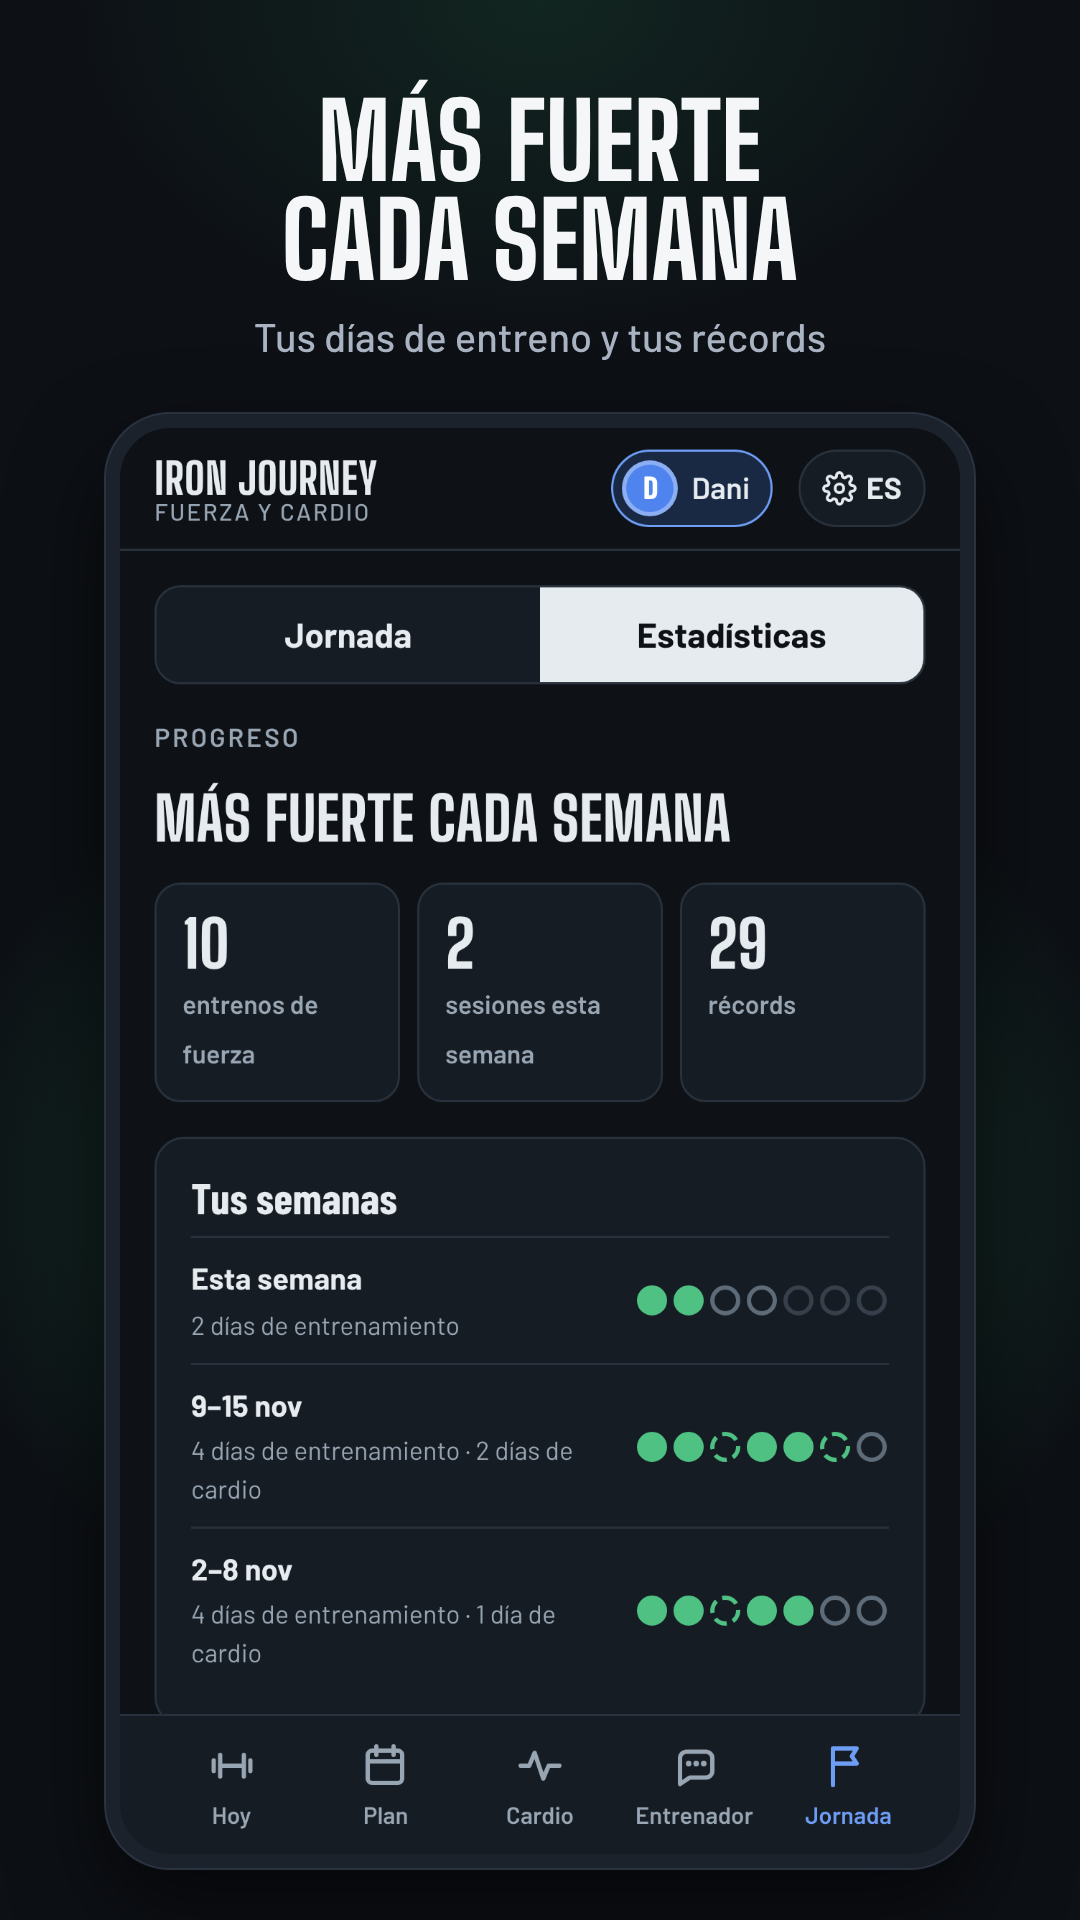 MÁS FUERTE
CADA SEMANA
Tus días de entreno y tus récords
IRON JOURNEY
FUERZA Y CARDIO
D
Dani
ES
Jornada
Estadísticas
PROGRESO
MÁS FUERTE CADA SEMANA
10
entrenos de
fuerza
2
sesiones esta
semana
29
récords
Tus semanas
Esta semana
2 días de entrenamiento
9–15 nov
4 días de entrenamiento · 2 días de
cardio
2–8 nov
4 días de entrenamiento · 1 día de
cardio
Hoy
Plan
Cardio
Entrenador
Jornada